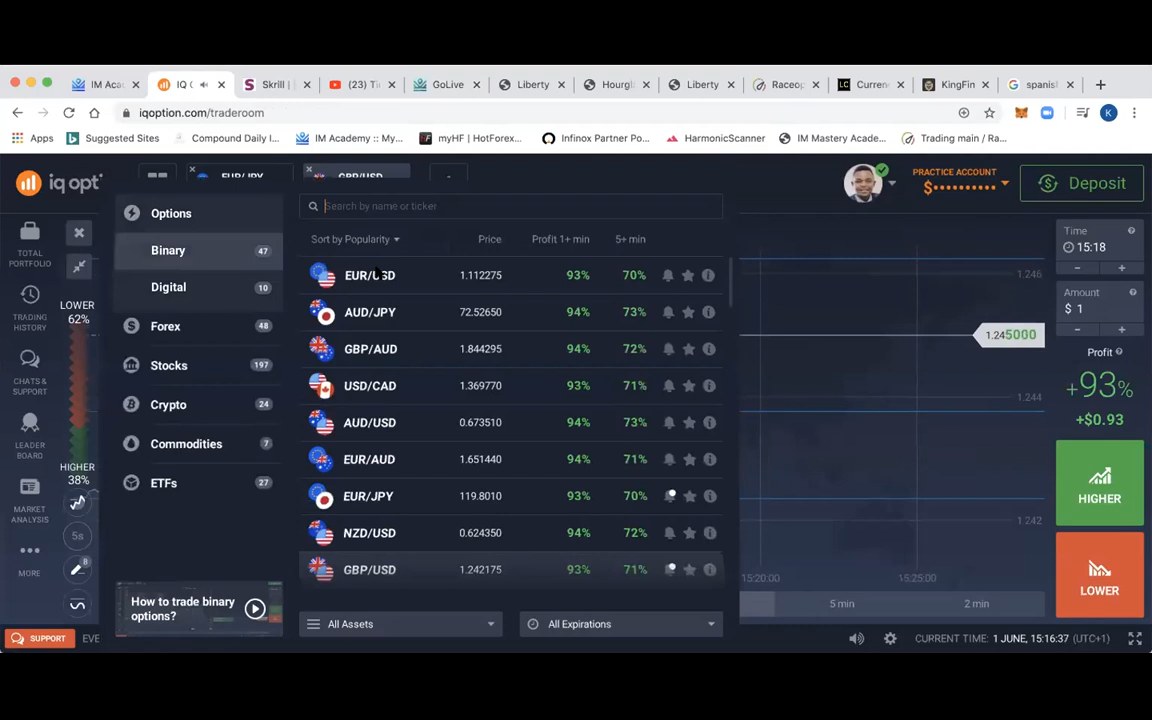 IM Aca
IQ O
Skrill |
(23) Ti
GoLive
Liberty
Hourgl
Liberty
Raceop
LC Curren
KingFin
spanish
iqoption.com/traderoom
K
Apps
Suggested Sites
Compound Daily I...
IM Academy :: My...
myHF | HotForex...
Infinox Partner Po...
HarmonicScanner
IM Mastery Acade...
Trading main / Ra...
iq opt
EUR/JPY
GBP/USD
PRACTICE ACCOUNT
Deposit
TOTAL PORTFOLIO
TRADING HISTORY
CHATS & SUPPORT
LEADER BOARD
MARKET ANALYSIS
MORE
LOWER
62%
HIGHER
38%
5s
8
Options
Binary 47
Digital 10
Forex 48
Stocks 197
Crypto 24
Commodities 7
ETFs 27
How to trade binary options?
Search by name or ticker
Sort by Popularity Price Profit 1+ min 5+ min
EUR/USD 1.112275 93% 70%
AUD/JPY 72.52650 94% 73%
GBP/AUD 1.844295 94% 72%
USD/CAD 1.369770 93% 71%
AUD/USD 0.673510 94% 73%
EUR/AUD 1.651440 94% 71%
EUR/JPY 119.8010 93% 70%
NZD/USD 0.624350 94% 72%
GBP/USD 1.242175 93% 71%
All Assets
All Expirations
1.246
1.245000
1.244
1.242
15:20:00 15:25:00
5 min 2 min
Time
15:18
Amount
$ 1
Profit
+93%
+$0.93
HIGHER
LOWER
SUPPORT
EVE
CURRENT TIME: 1 JUNE, 15:16:37 (UTC+1)